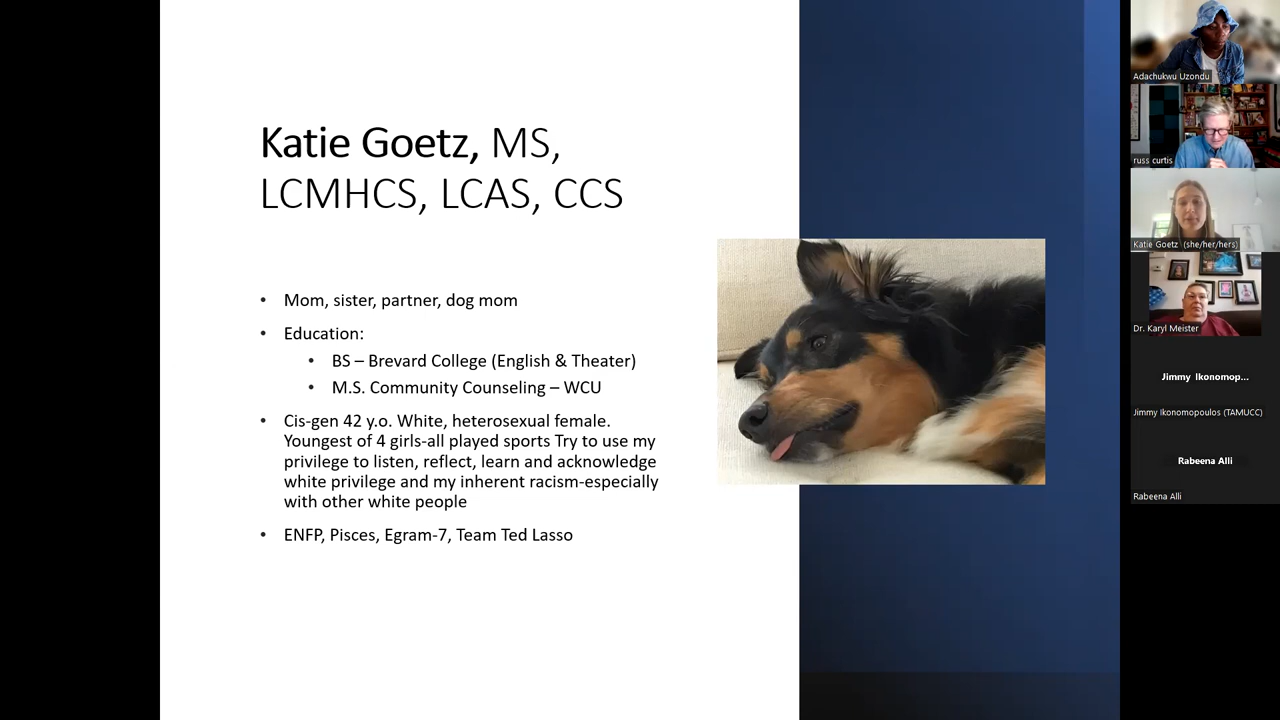 Katie Goetz, MS,
LCMHCS, LCAS, CCS
• Mom, sister, partner, dog mom
• Education:
• BS – Brevard College (English & Theater)
• M.S. Community Counseling – WCU
• Cis-gen 42 y.o. White, heterosexual female.
Youngest of 4 girls-all played sports Try to use my
privilege to listen, reflect, learn and acknowledge
white privilege and my inherent racism-especially
with other white people
• ENFP, Pisces, Egram-7, Team Ted Lasso
Adachukwu Uzondu
russ curtis
Katie Goetz (she/her/hers)
Dr. Karyl Meister
Jimmy Ikonomop...
Jimmy Ikonomopoulos (TAMUCC)
Rabeena Alli
Rabeena Alli